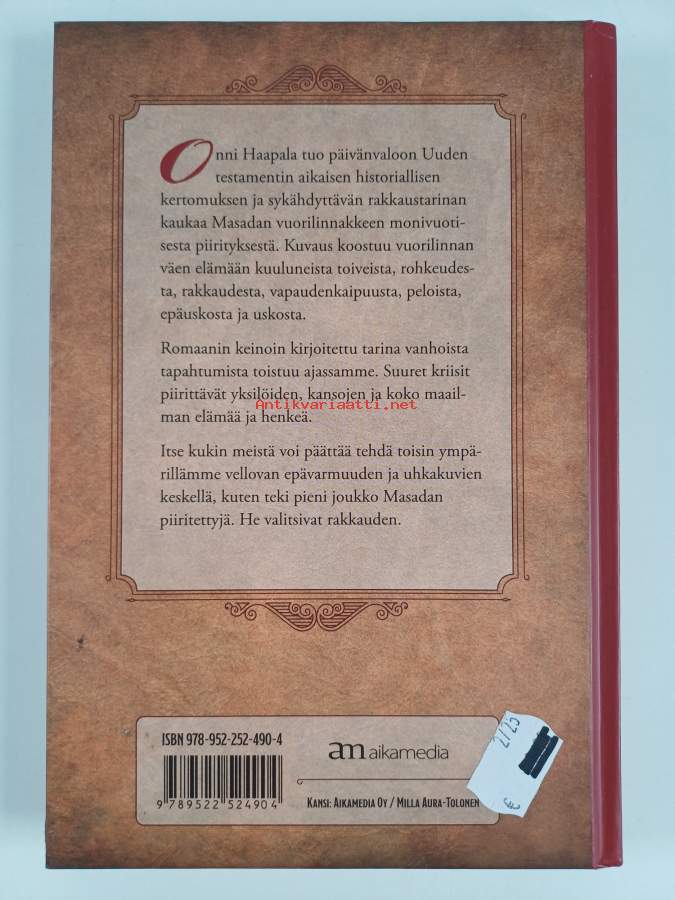 Onni Haapala tuo päivänvaloon Uuden
testamentin aikaisen historiallisen
kertomuksen ja sykähdyttävän rakkaustarinan
kaukaa Masadan vuorilinnakkeen monivuoti-
sesta piirityksestä. Kuvaus koostuu vuorilinnan
väen elämään kuuluneista toiveista, rohkeudes-
ta, rakkaudesta, vapaudenkaipuusta, peloista,
epäuskosta ja uskosta.
Romaanin keinoin kirjoitettu tarina vanhoista
tapahtumista toistuu ajassamme. Suuret kriisit
piirittävät yksilöiden, kansojen ja koko maail-
Antikvariaatti.net
man elämää ja henkeä.
Itse kukin meistä voi päättää tehdä toisin ympä-
rillämme vellovan epävarmuuden ja uhkakuvien
keskellä, kuten teki pieni joukko Masadan
piiritettyjä. He valitsivat rakkauden.
ISBN 978-952-252-490-4
am aikamedia
9 789522 524904
Kansi: Aikamedia Oy / Milla Aura-Tolonen
2/25